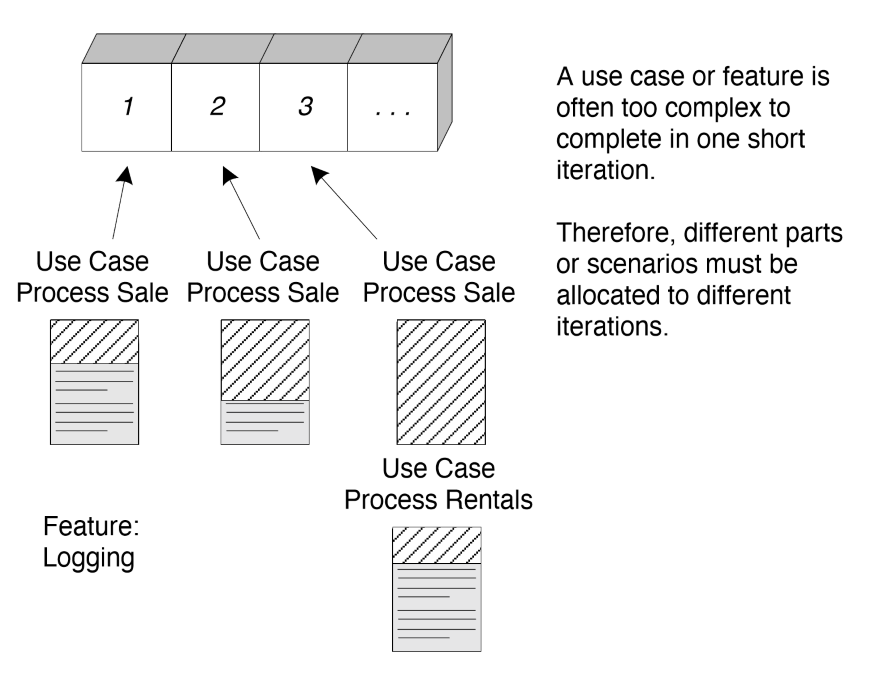 1
2
3
. . .
A use case or feature is
often too complex to
complete in one short
iteration.
Therefore, different parts
or scenarios must be
allocated to different
iterations.
Use Case
Process Sale
Use Case
Process Sale
Use Case
Process Sale
Use Case
Process Rentals
Feature:
Logging